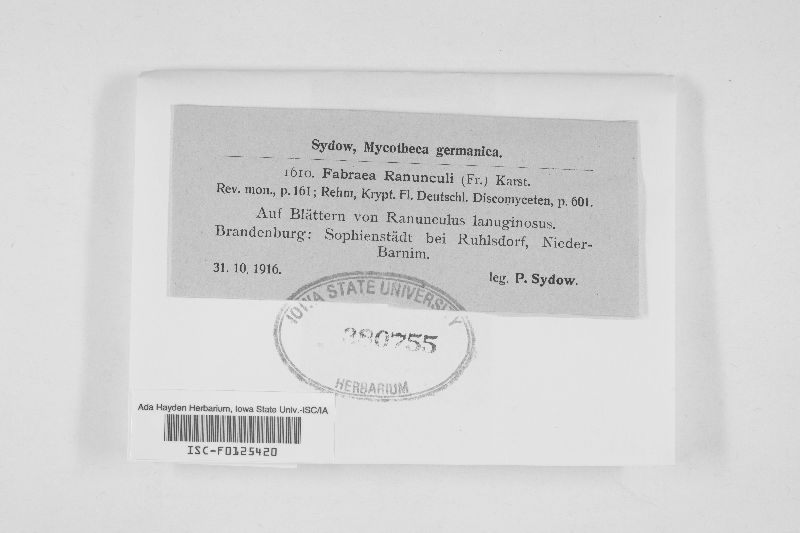 Sydow, Mycotheca germanica.
1610. Fabraea Ranunculi (Fr.) Karst.
Rev. mon., p. 161; Rehm, Krypt. Fl. Deutschl. Discomyceten, p. 601.
Auf Blättern von Ranunculus lanuginosus.
Brandenburg: Sophienstädt bei Ruhlsdorf, Nieder-
Barnim.
31. 10. 1916. leg. P. Sydow.
IOWA STATE UNIVERSITY
380755
HERBARIUM
Ada Hayden Herbarium, Iowa State Univ.-ISC/IA
ISC-F0125420